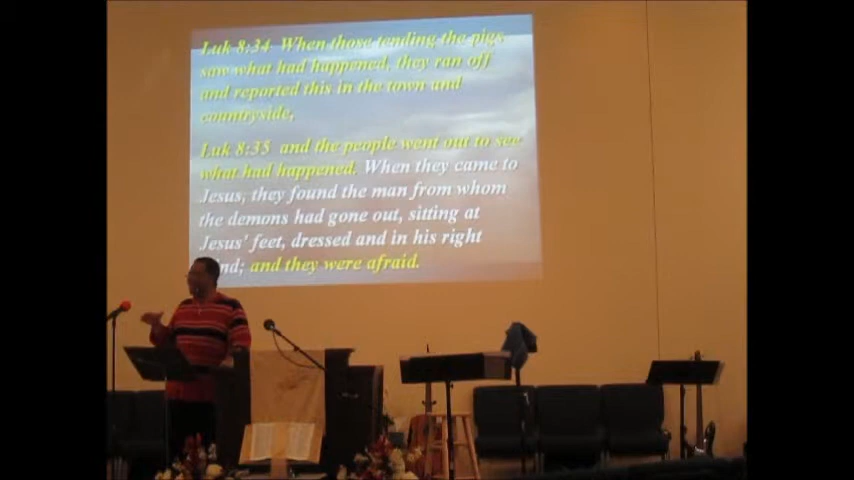 Luk 8:34 When those tending the pigs
saw what had happened, they ran off
and reported this in the town and
countryside,
Luk 8:35 and the people went out to see
what had happened. When they came to
Jesus, they found the man from whom
the demons had gone out, sitting at
Jesus' feet, dressed and in his right
and they were afraid.